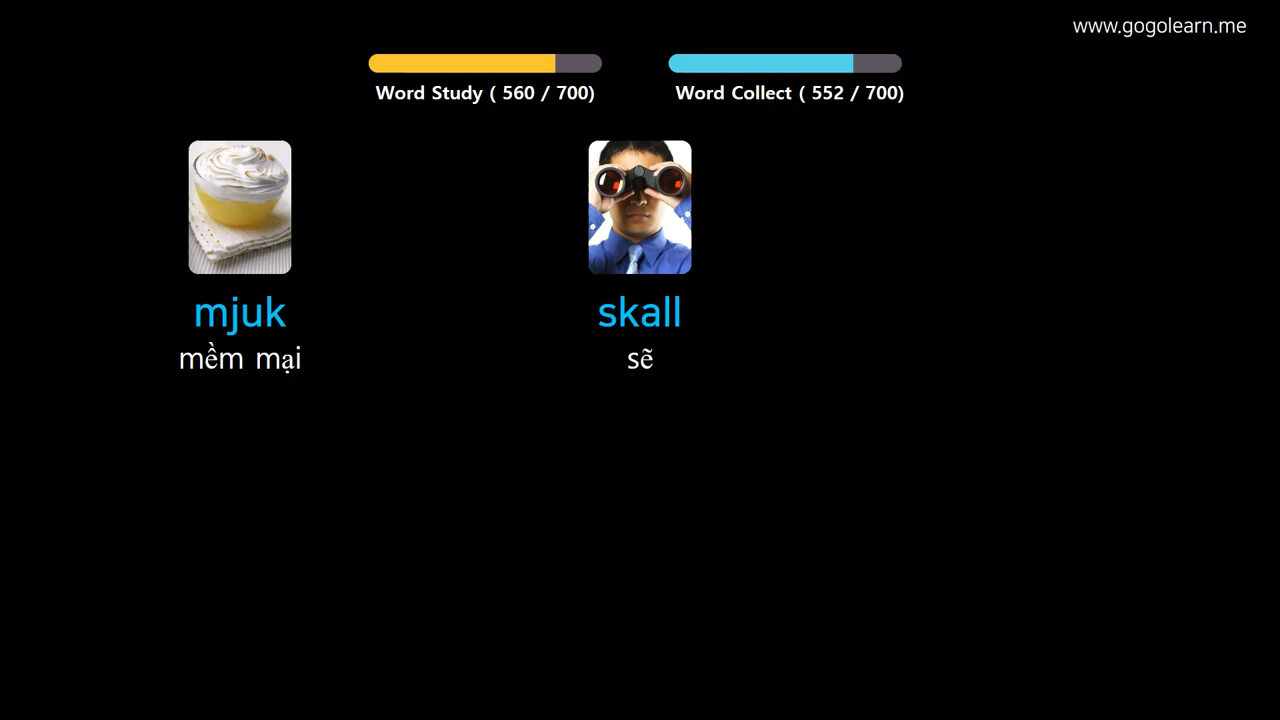 www.gogolearn.me
Word Study ( 560 / 700)
Word Collect ( 552 / 700)
mjuk
mềm mại
skall
sẽ